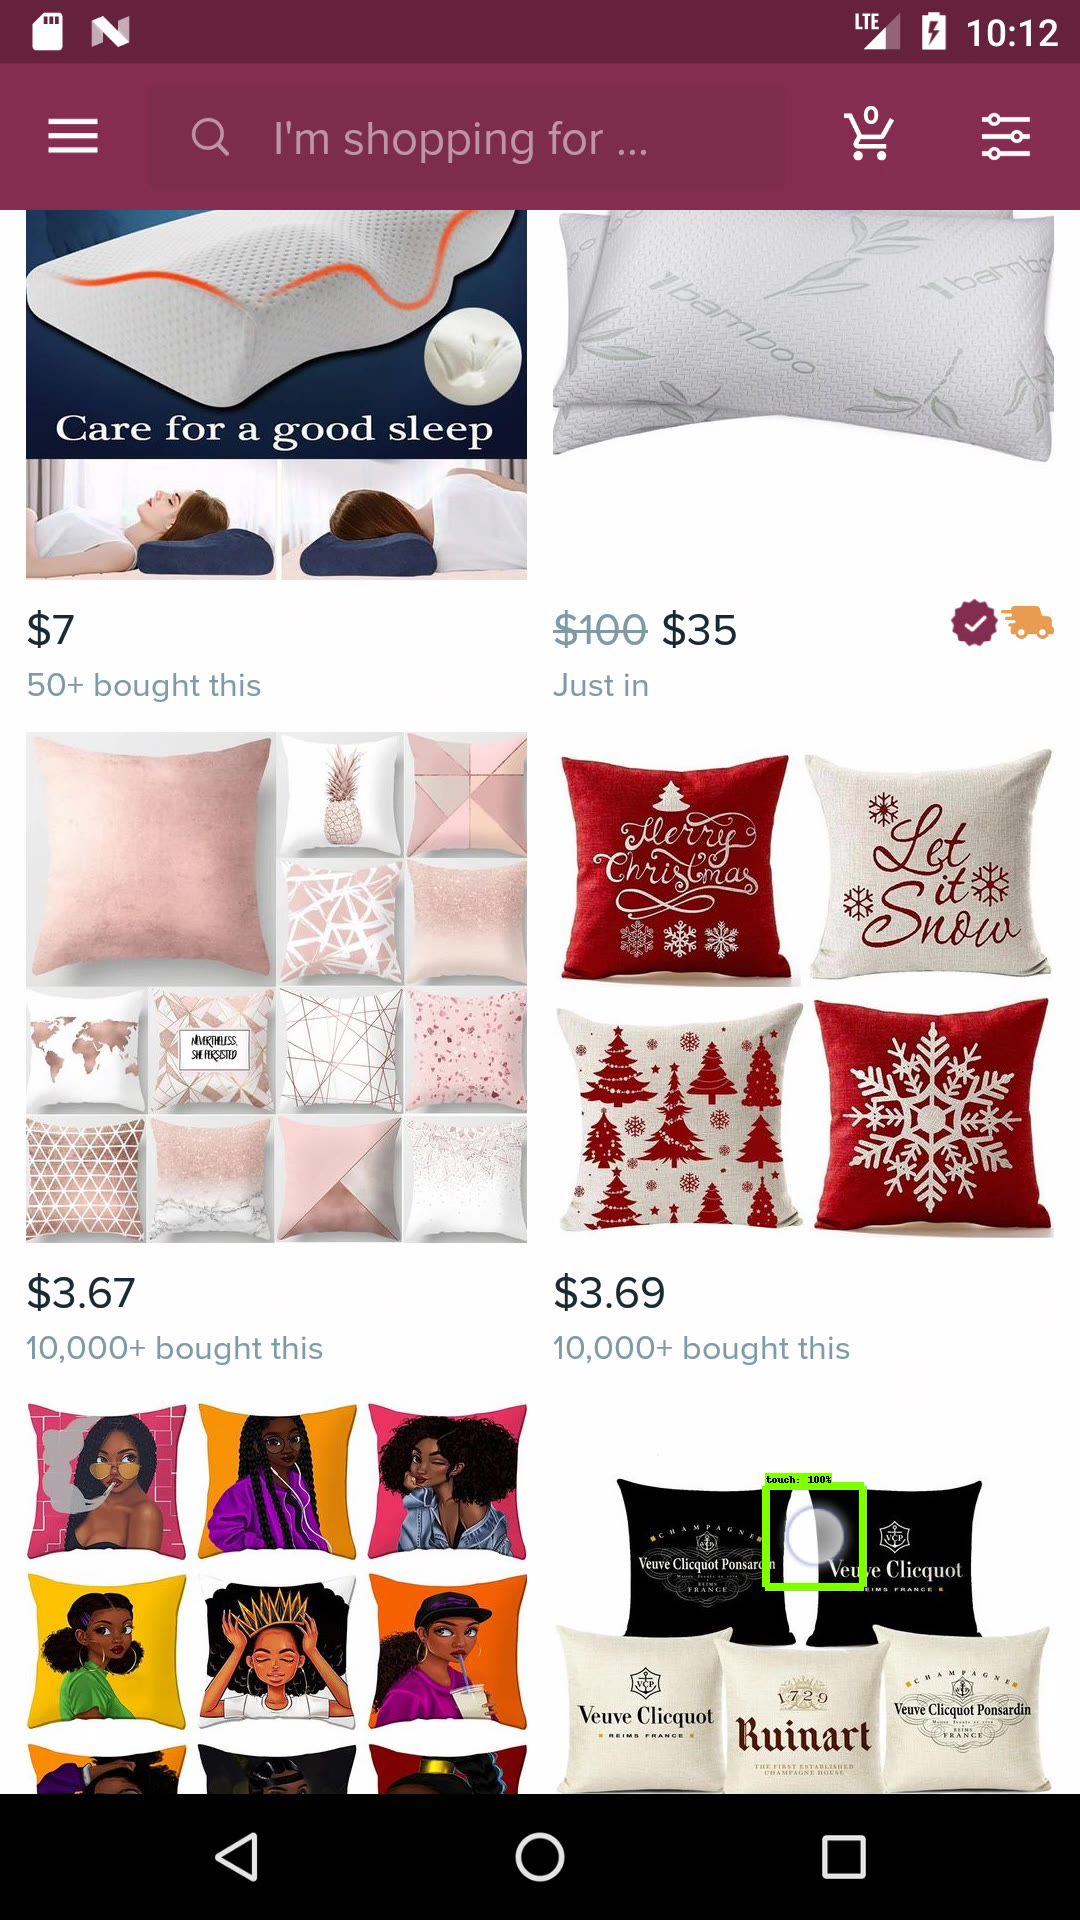 LTE 10:12
I'm shopping for ...
0
bamboo
bamboo
Care for a good sleep
$7
$100 $35
50+ bought this
Just in
NEVERTHELESS,
SHE PERSISTED
Merry
Christmas
Let
it
Snow
$3.67
$3.69
10,000+ bought this
10,000+ bought this
touch: 100%
CHAMPAGNE
Veuve Clicquot Ponsardin
REIMS
FRANCE
VCP
Veuve Clicquot
REIMS FRANCE
VCP
Veuve Clicquot
REIMS FRANCE
1729
Ruinart
THE FIRST ESTABLISHED
CHAMPAGNE HOUSE
CHAMPAGNE
Veuve Clicquot Ponsardin
REIMS
FRANCE